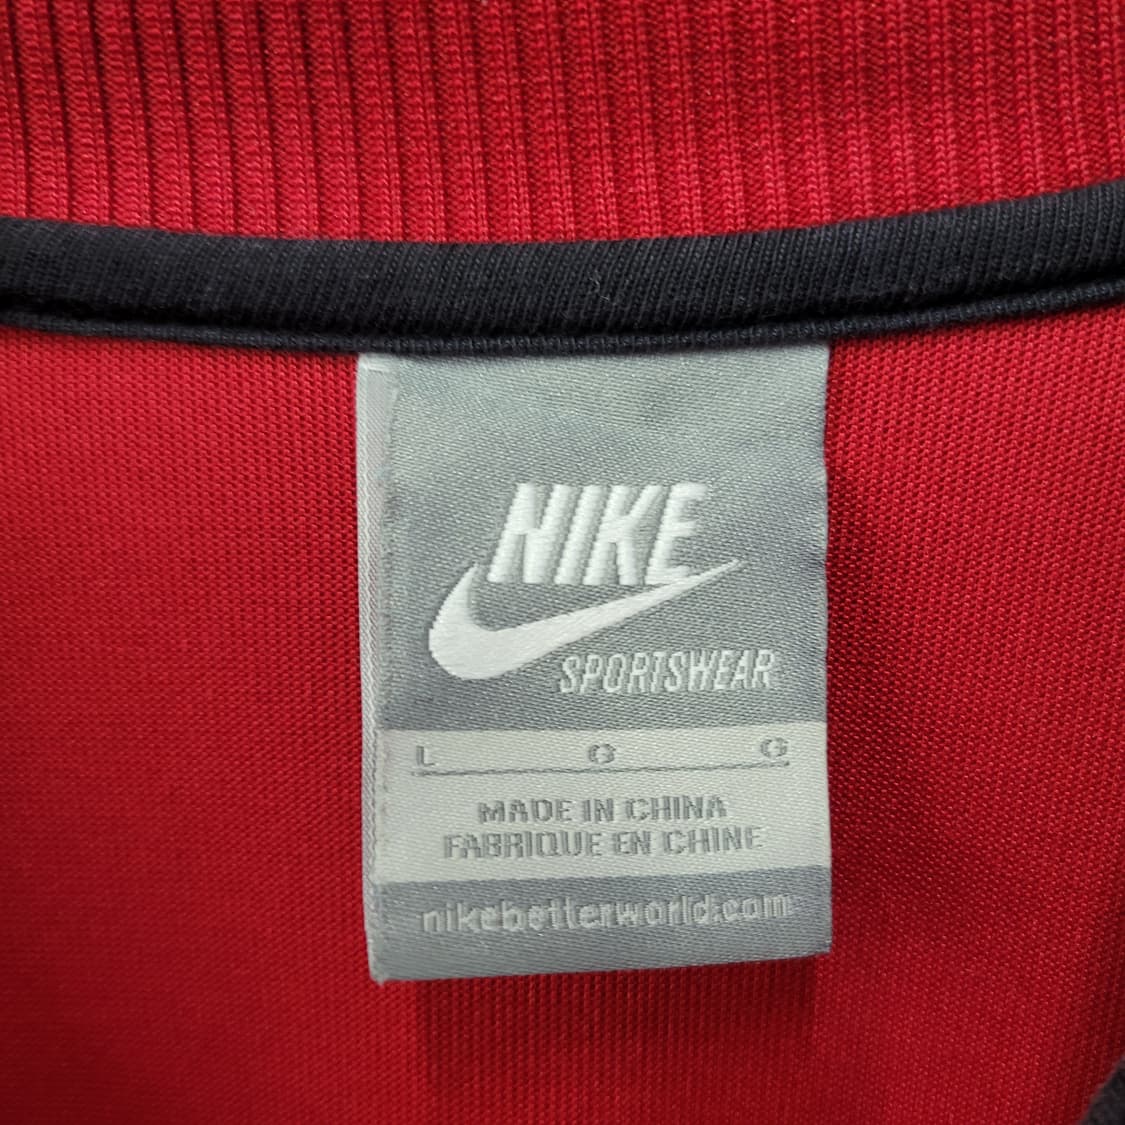 NIKE
SPORTSWEAR
L G G
MADE IN CHINA
FABRIQUE EN CHINE
nikebetterworld.com